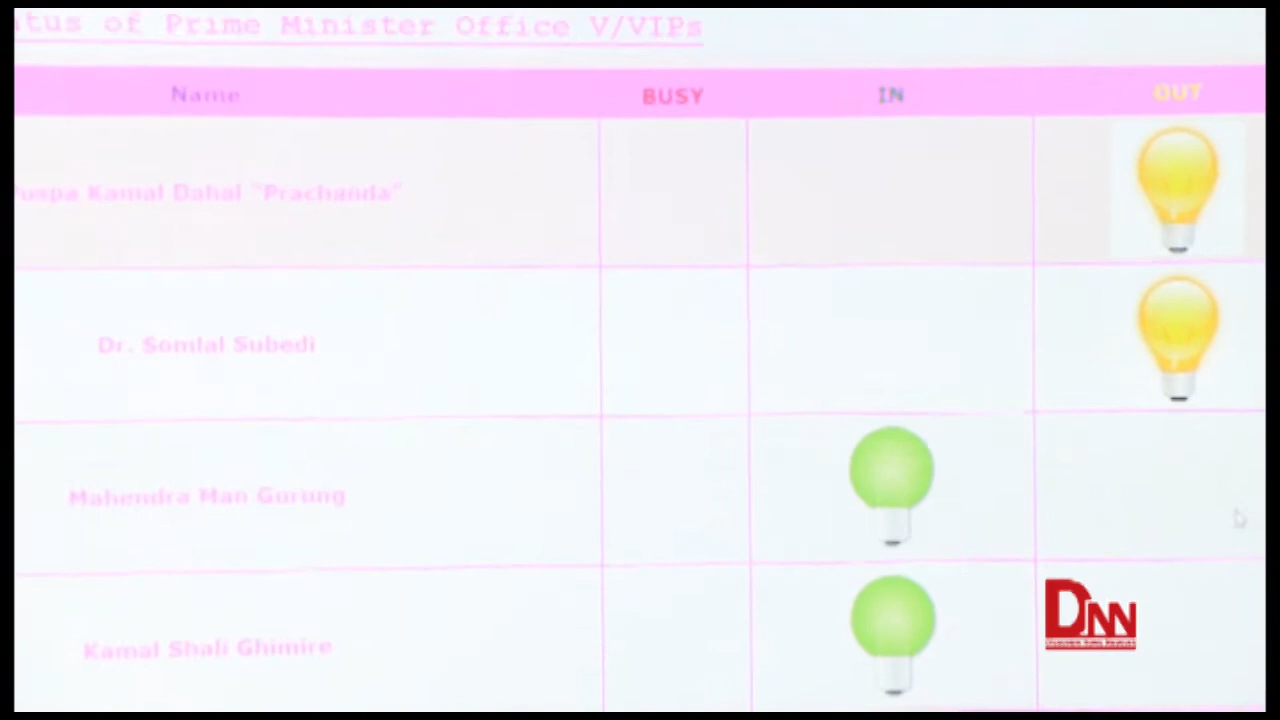 tus of Prime Minister Office V/VIPs
Name BUSY IN OUT
Puspa Kamal Dahal "Prachanda"
Dr. Somlal Subedi
Mahendra Man Gurung
Kamal Shali Ghimire
DNN